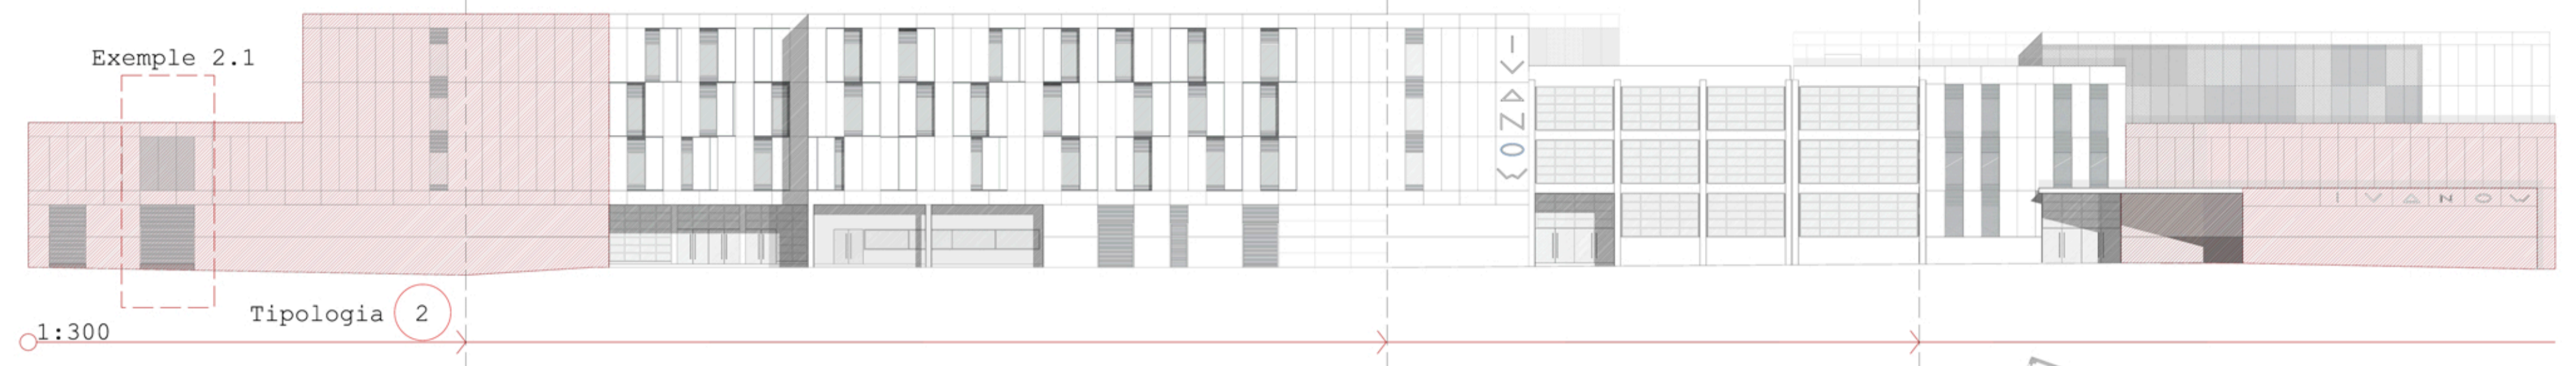 Exemple 2.1
IVANOW
IVANOW
Tipologia 2
1:300